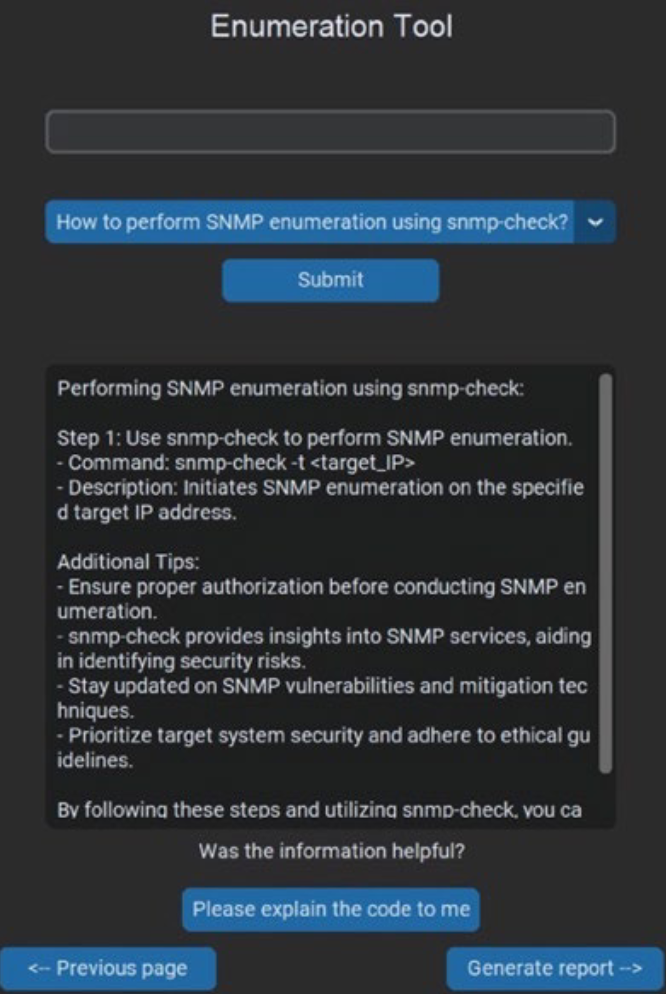 Enumeration Tool
How to perform SNMP enumeration using snmp-check?
Submit
Performing SNMP enumeration using snmp-check:
Step 1: Use snmp-check to perform SNMP enumeration.
- Command: snmp-check -t <target_IP>
- Description: Initiates SNMP enumeration on the specifie
d target IP address.
Additional Tips:
- Ensure proper authorization before conducting SNMP en
umeration.
- snmp-check provides insights into SNMP services, aiding
in identifying security risks.
- Stay updated on SNMP vulnerabilities and mitigation tec
hniques.
- Prioritize target system security and adhere to ethical gu
idelines.
By following these steps and utilizing snmp-check, you ca
Was the information helpful?
Please explain the code to me
<-- Previous page
Generate report -->